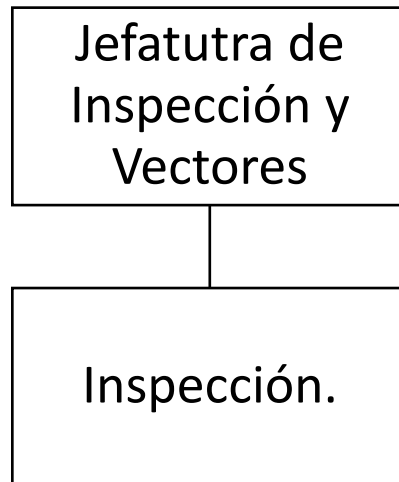 Jefatutra de
Inspección y
Vectores
Inspección.